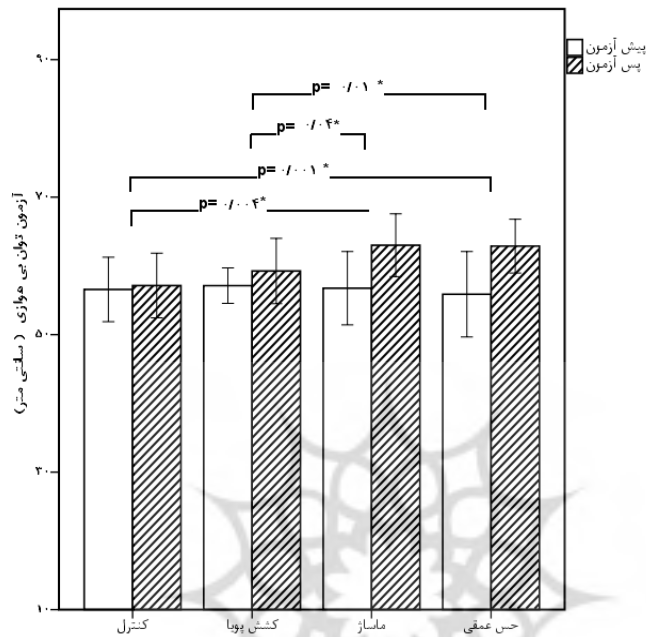 پیش آزمون
پس آزمون
۹۰
p= ۰/۰۱ *
p= ۰/۰۴*
p= ۰/۰۰۱ *
۷۰
p= ۰/۰۰۴*
آزمون توان بی هوازی ( سانتی متر)
۵۰
۳۰
۱۰
کنترل
کشش پویا
ماساژ
حس عمقی